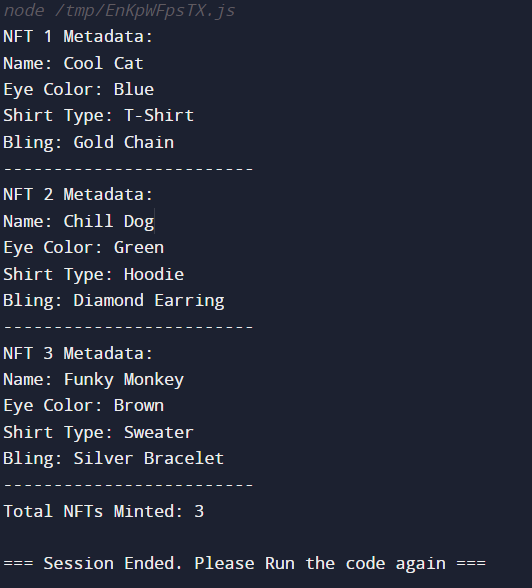 node /tmp/EnKpWFpsTX.js
NFT 1 Metadata:
Name: Cool Cat
Eye Color: Blue
Shirt Type: T-Shirt
Bling: Gold Chain
-------------------------
NFT 2 Metadata:
Name: Chill Dog
Eye Color: Green
Shirt Type: Hoodie
Bling: Diamond Earring
-------------------------
NFT 3 Metadata:
Name: Funky Monkey
Eye Color: Brown
Shirt Type: Sweater
Bling: Silver Bracelet
-------------------------
Total NFTs Minted: 3
=== Session Ended. Please Run the code again ===